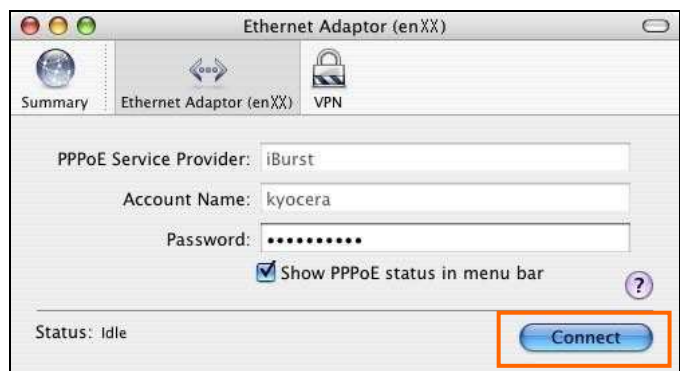 Ethernet Adaptor (enXX)
Summary
Ethernet Adaptor (enXX)
VPN
PPPoE Service Provider: iBurst
Account Name: kyocera
Password: ••••••••••
Show PPPoE status in menu bar
?
Status: Idle
Connect